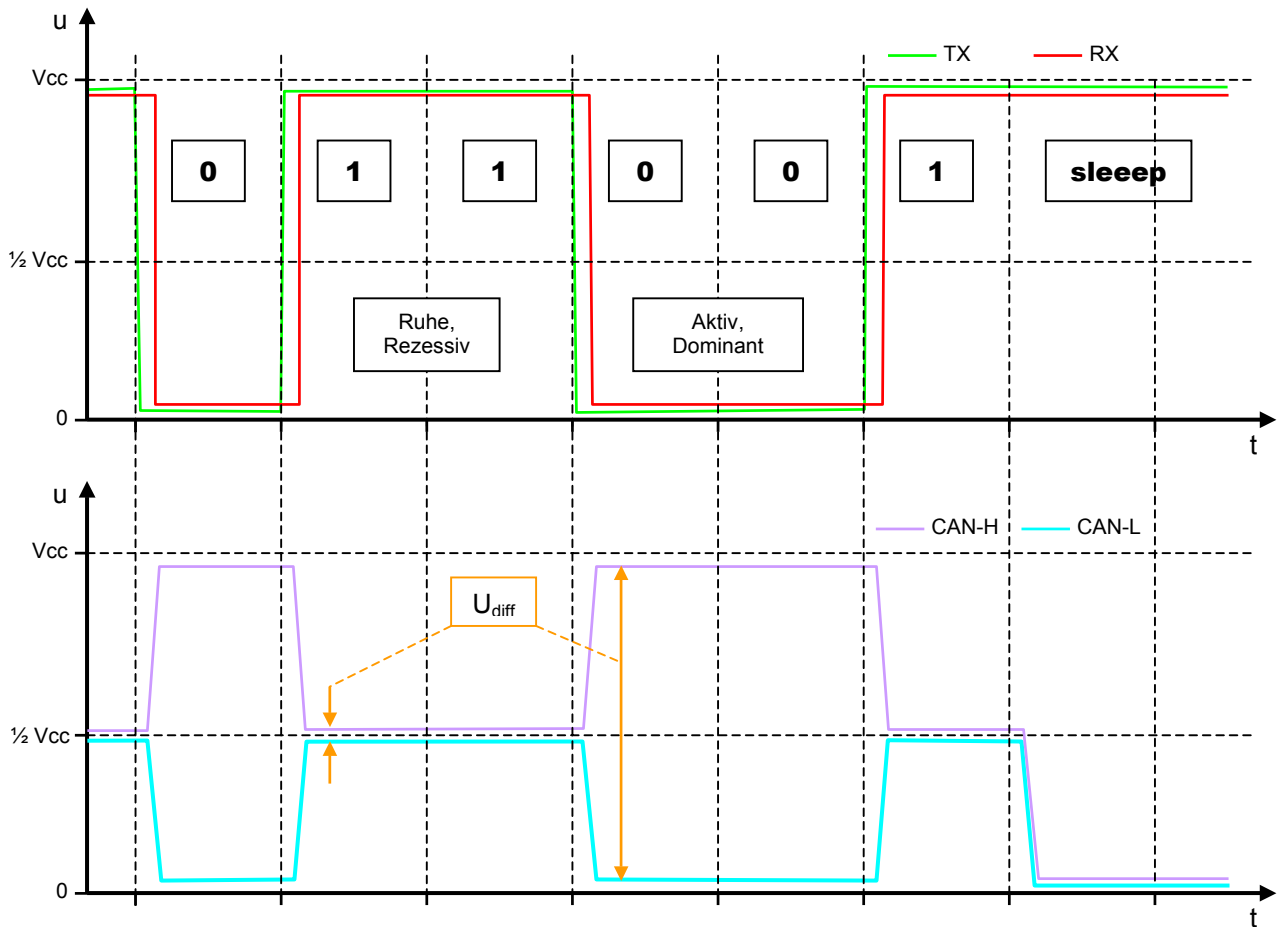 u
TX
RX
Vcc
0
1
1
0
0
1
sleeep
½ Vcc
Ruhe,
Rezessiv
Aktiv,
Dominant
0
t
u
CAN-H
CAN-L
Vcc
Udiff
½ Vcc
0
t